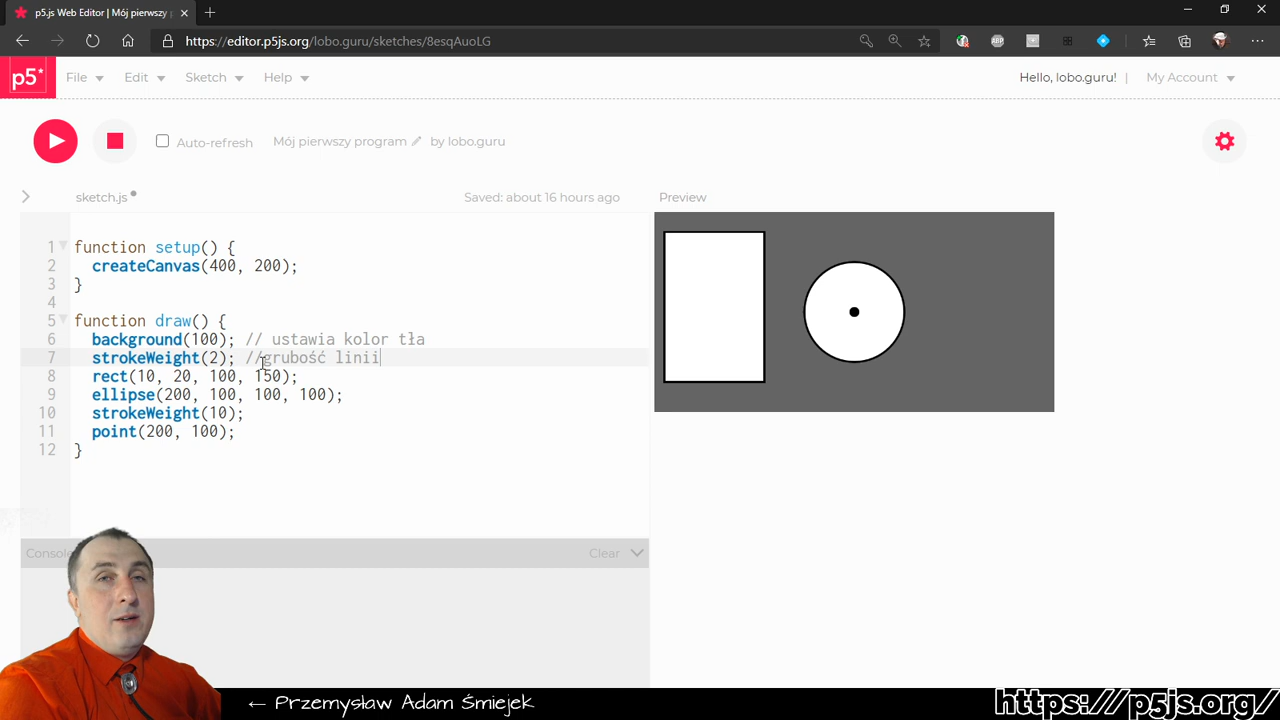 p5.js Web Editor | Mój pierwszy p
https://editor.p5js.org/lobo.guru/sketches/8esqAuoLG
ABP
p5*
File Edit Sketch Help
Hello, lobo.guru! | My Account
Auto-refresh
Mój pierwszy program by lobo.guru
sketch.js
Saved: about 16 hours ago
Preview
1 function setup() {
2 createCanvas(400, 200);
3 }
4
5 function draw() {
6 background(100); // ustawia kolor tła
7 strokeWeight(2); //grubość linii
8 rect(10, 20, 100, 150);
9 ellipse(200, 100, 100, 100);
10 strokeWeight(10);
11 point(200, 100);
12 }
Console
Clear
← Przemysław Adam Śmiejek
https://p5js.org/